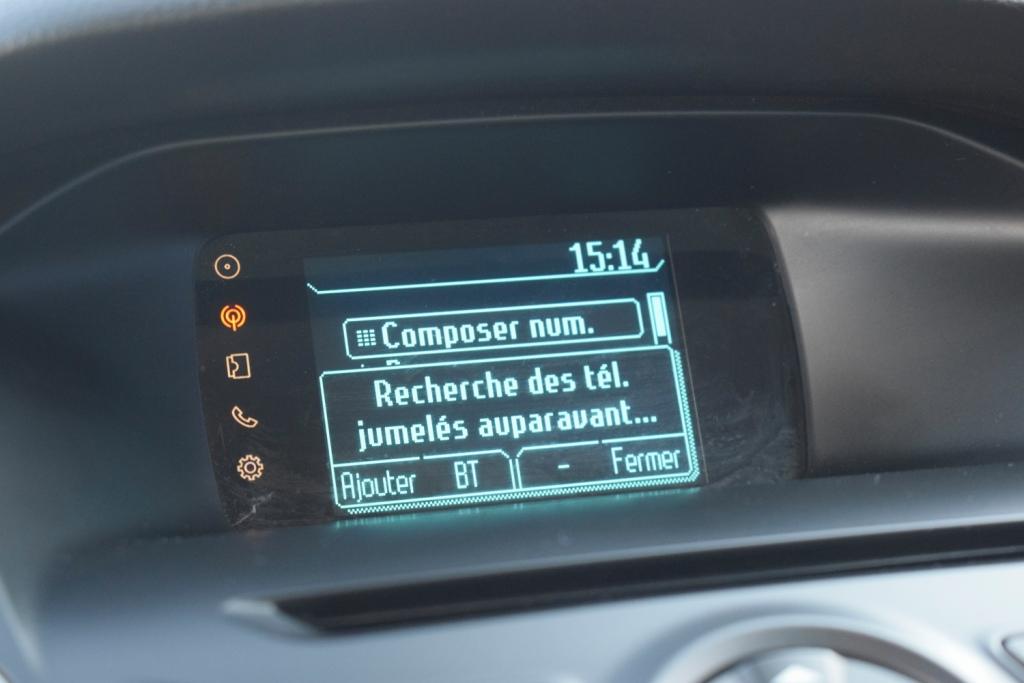 15:14
Composer num.
Recherche des tél.
jumelés auparavant...
Ajouter BT - Fermer